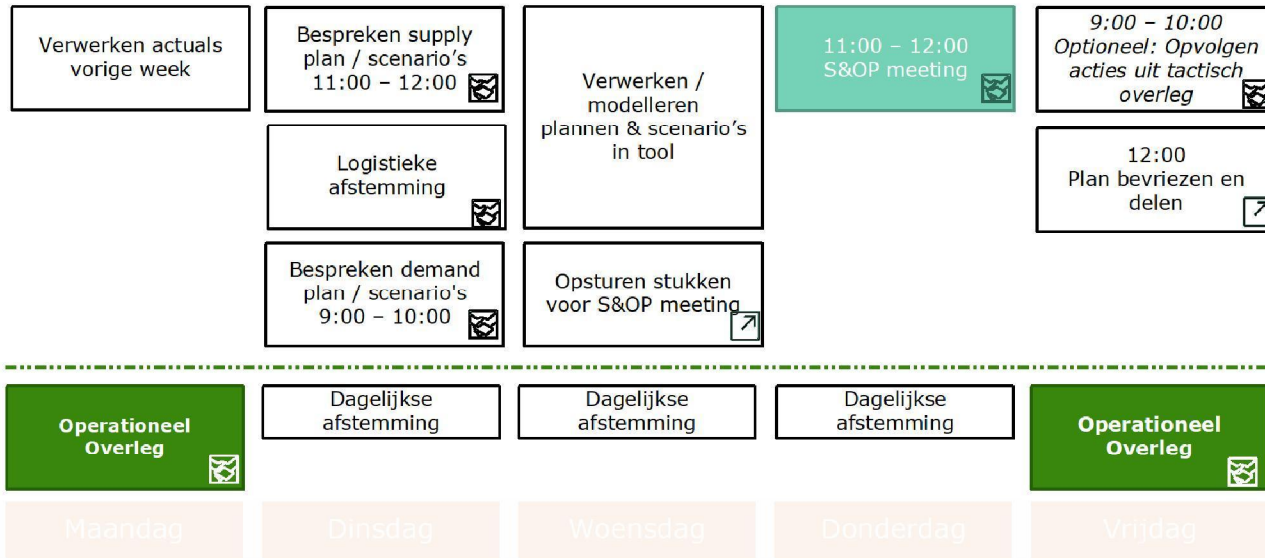 Verwerken actuals
vorige week
Bespreken supply
plan / scenario’s
11:00 – 12:00
Logistieke
afstemming
Bespreken demand
plan / scenario's
9:00 – 10:00
Verwerken /
modelleren
plannen & scenario’s
in tool
Opsturen stukken
voor S&OP meeting
11:00 – 12:00
S&OP meeting
9:00 – 10:00
Optioneel: Opvolgen
acties uit tactisch
overleg
12:00
Plan bevriezen en
delen
Operationeel
Overleg
Dagelijkse
afstemming
Dagelijkse
afstemming
Dagelijkse
afstemming
Operationeel
Overleg
Maandag
Dinsdag
Woensdag
Donderdag
Vrijdag